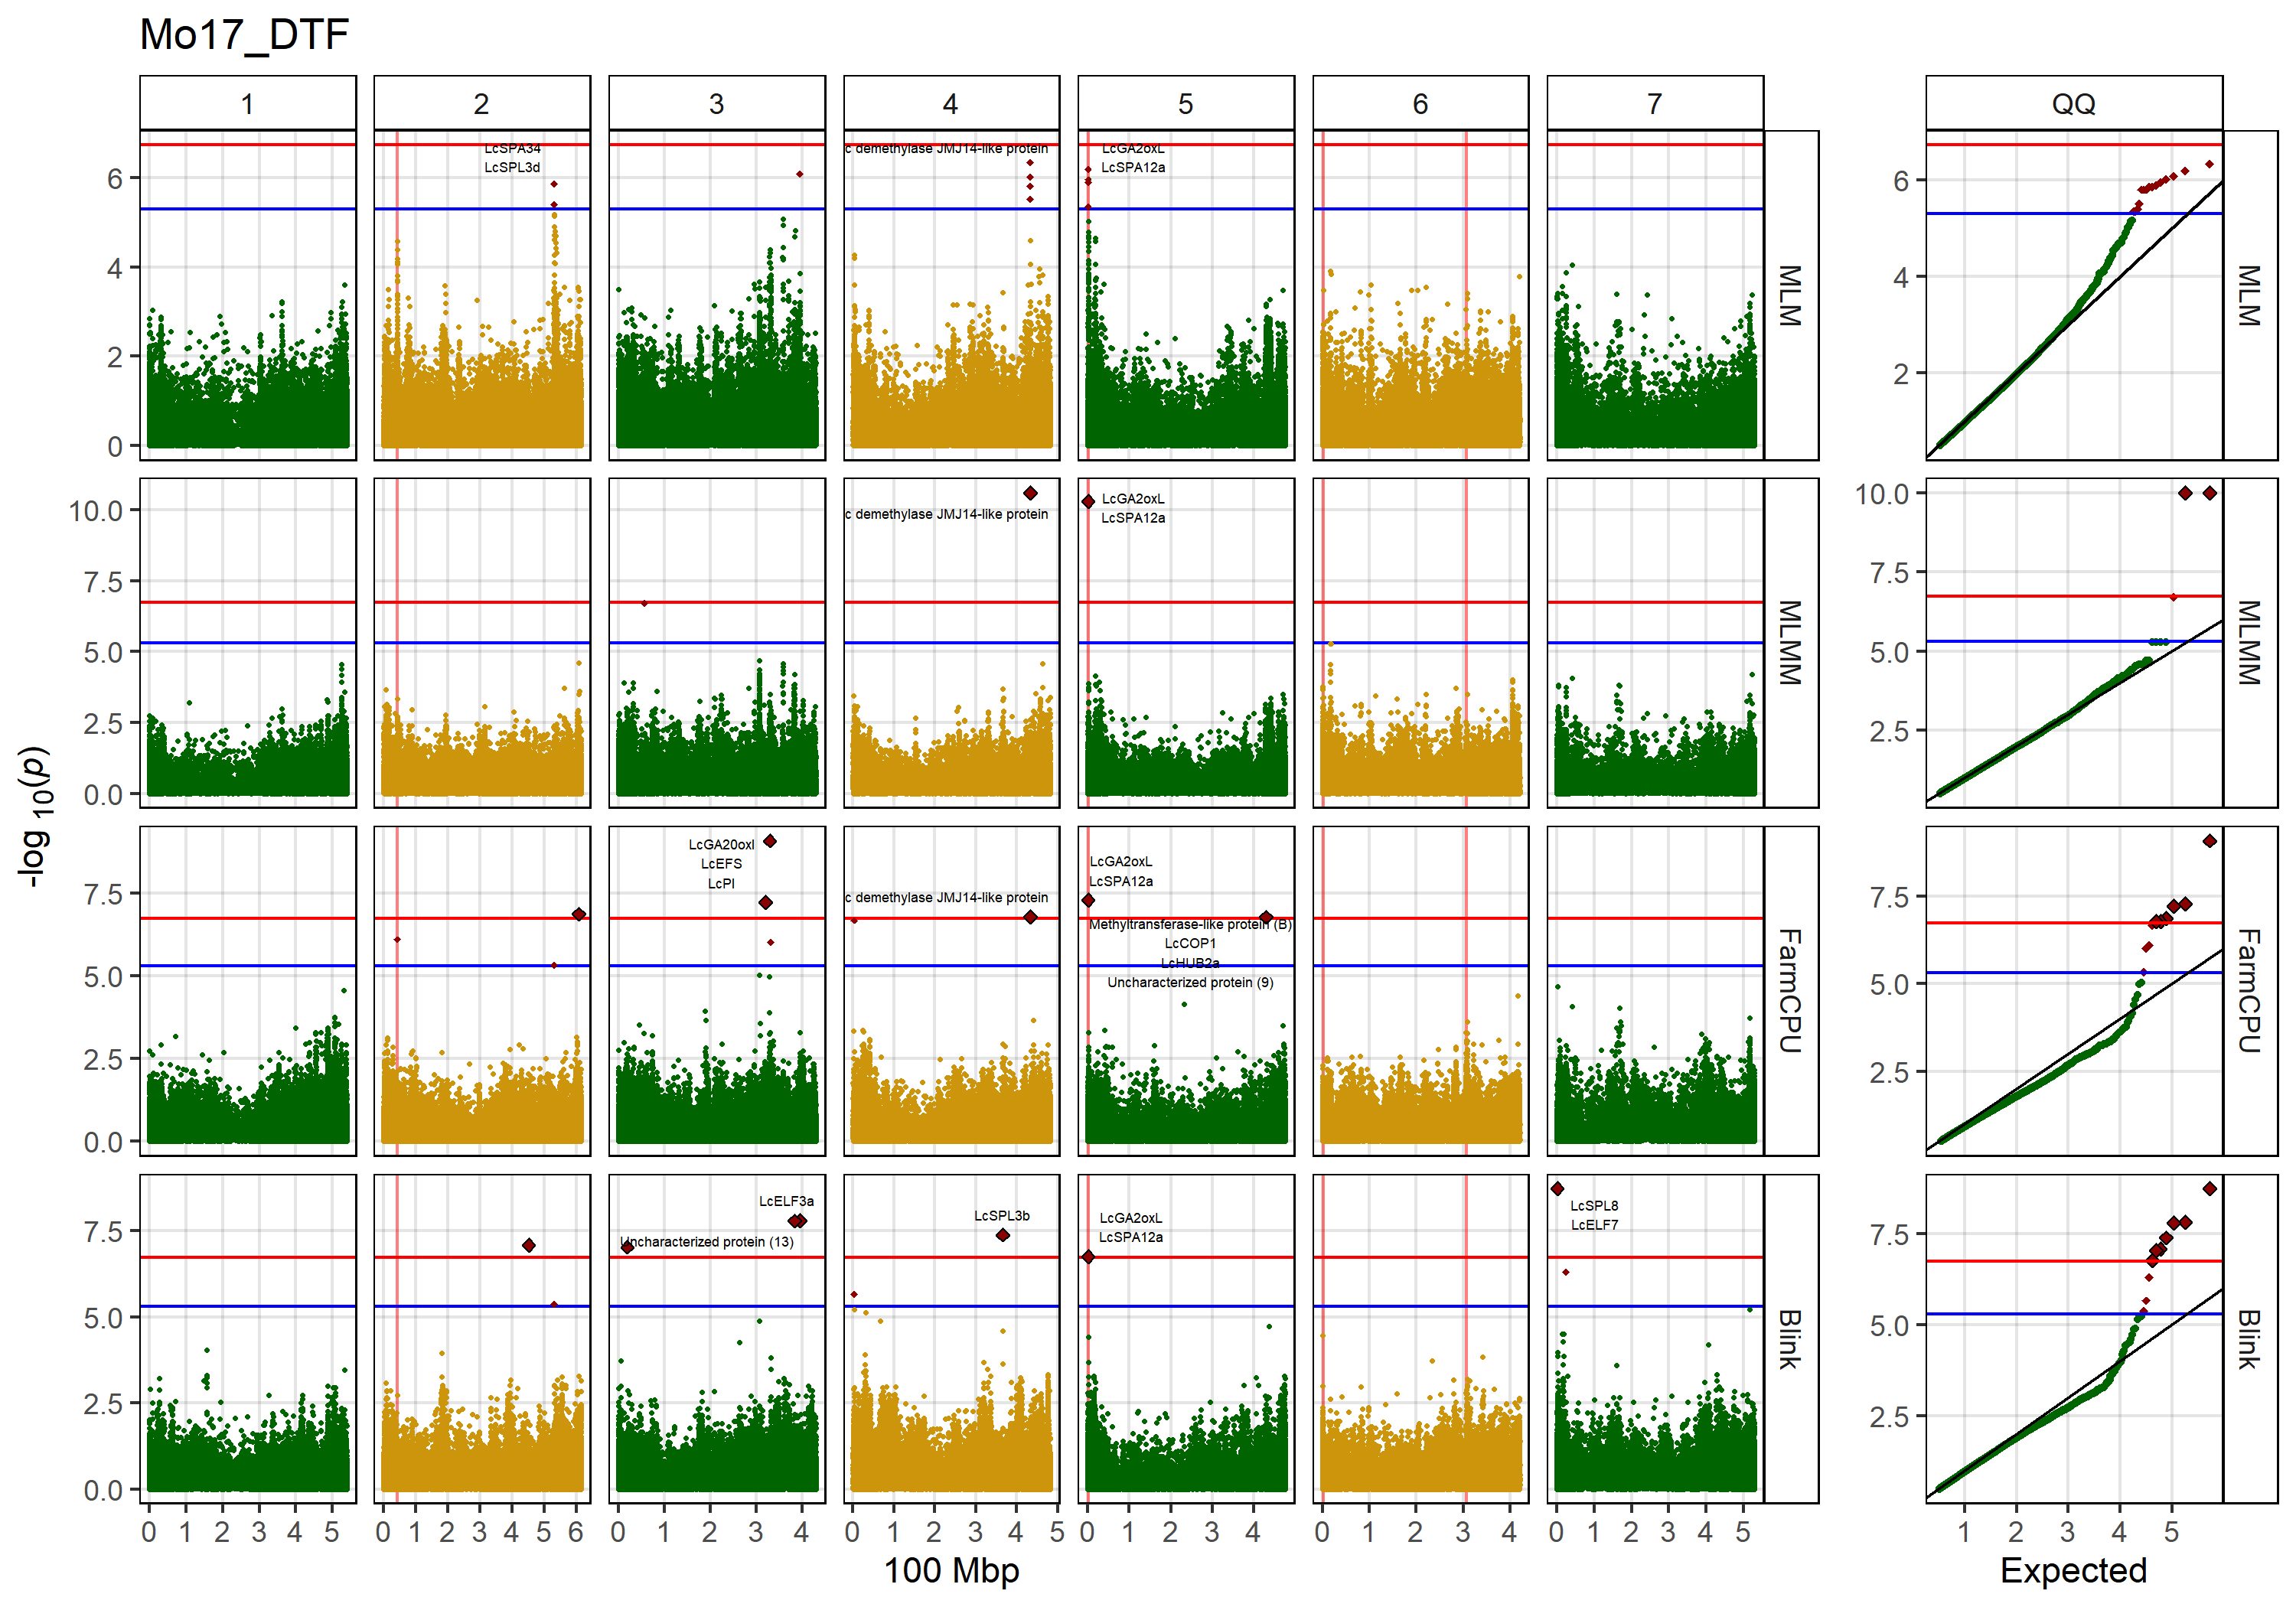 Mo17_DTF
1 2 3 4 5 6 7 QQ
LcSPA34
LcSPL3d
c demethylase JMJ14-like protein
LcGA2oxL
LcSPA12a
6
4
2
0
MLM
6
4
2
MLM
c demethylase JMJ14-like protein
LcGA2oxL
LcSPA12a
10.0
7.5
5.0
2.5
0.0
MLMM
10.0
7.5
5.0
2.5
MLMM
-log 10(p)
LcGA20oxI
LcEFS
LcPI
c demethylase JMJ14-like protein
LcGA2oxL
LcSPA12a
Methyltransferase-like protein (B)
LcCOP1
LcHUB2a
Uncharacterized protein (9)
7.5
5.0
2.5
0.0
FarmCPU
7.5
5.0
2.5
FarmCPU
LcELF3a
Uncharacterized protein (13)
LcSPL3b
LcGA2oxL
LcSPA12a
LcSPL8
LcELF7
7.5
5.0
2.5
0.0
Blink
7.5
5.0
2.5
Blink
0 1 2 3 4 5 0 1 2 3 4 5 6 0 1 2 3 4 0 1 2 3 4 5 0 1 2 3 4 0 1 2 3 4 0 1 2 3 4 5 1 2 3 4 5
100 Mbp
Expected